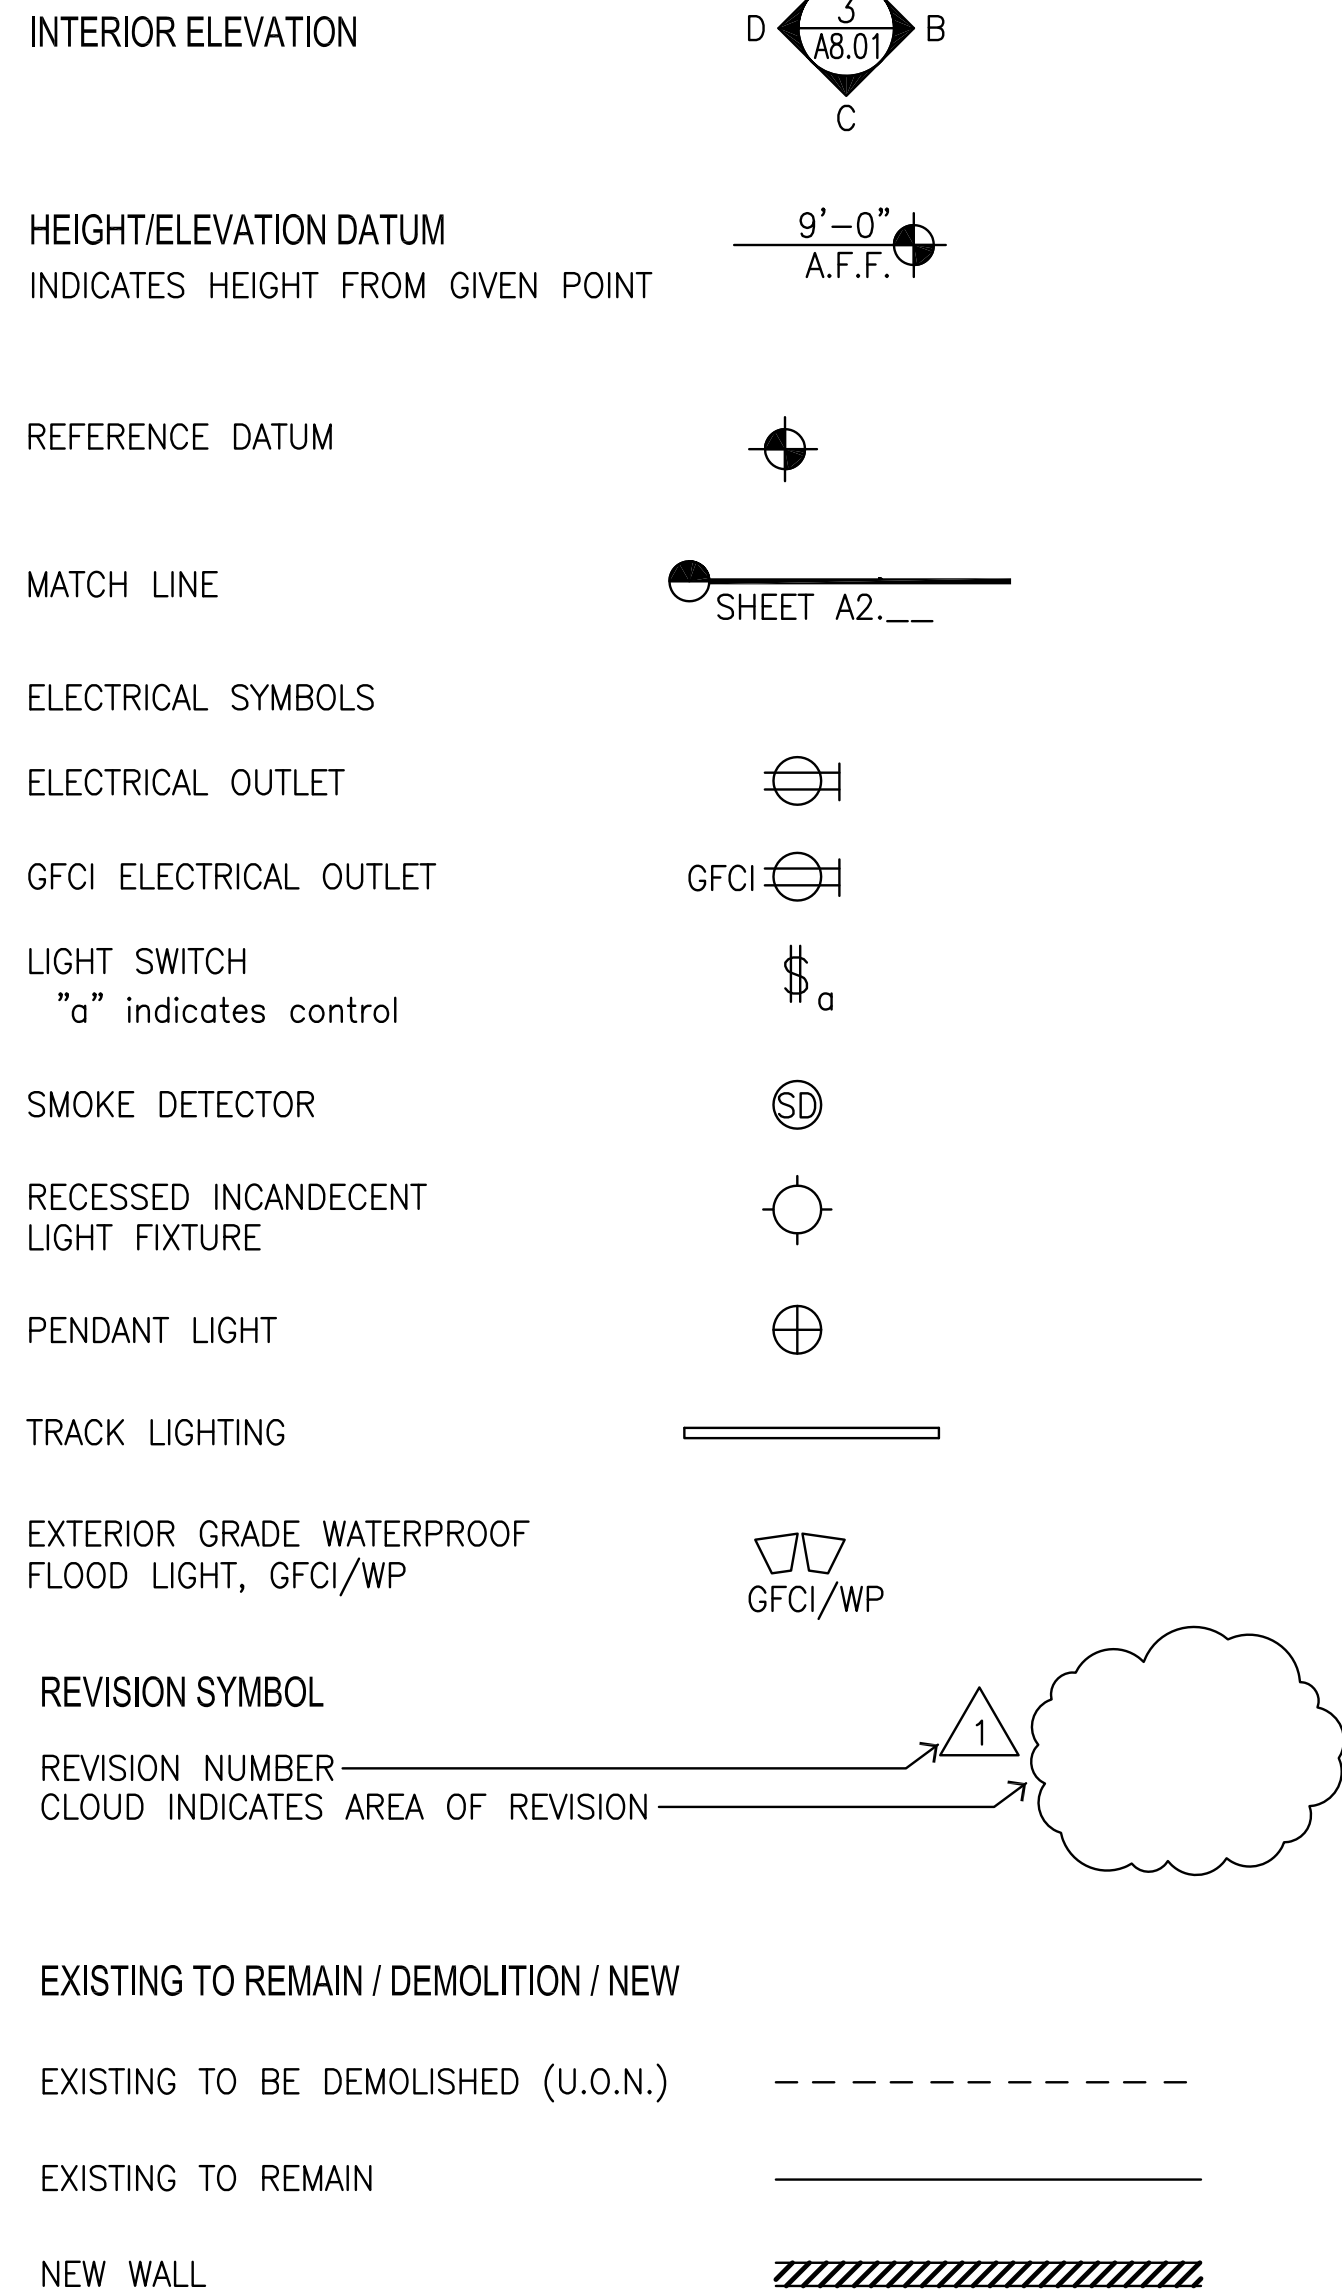 INTERIOR ELEVATION
3
D
B
A8.01
C
HEIGHT/ELEVATION DATUM
9'-0"
INDICATES HEIGHT FROM GIVEN POINT
A.F.F.
REFERENCE DATUM
MATCH LINE
SHEET A2.__
ELECTRICAL SYMBOLS
ELECTRICAL OUTLET
GFCI ELECTRICAL OUTLET
GFCI
LIGHT SWITCH
"a" indicates control
$a
SMOKE DETECTOR
SD
RECESSED INCANDECENT
LIGHT FIXTURE
PENDANT LIGHT
TRACK LIGHTING
EXTERIOR GRADE WATERPROOF
FLOOD LIGHT, GFCI/WP
GFCI/WP
REVISION SYMBOL
1
REVISION NUMBER
CLOUD INDICATES AREA OF REVISION
EXISTING TO REMAIN / DEMOLITION / NEW
EXISTING TO BE DEMOLISHED (U.O.N.)
EXISTING TO REMAIN
NEW WALL